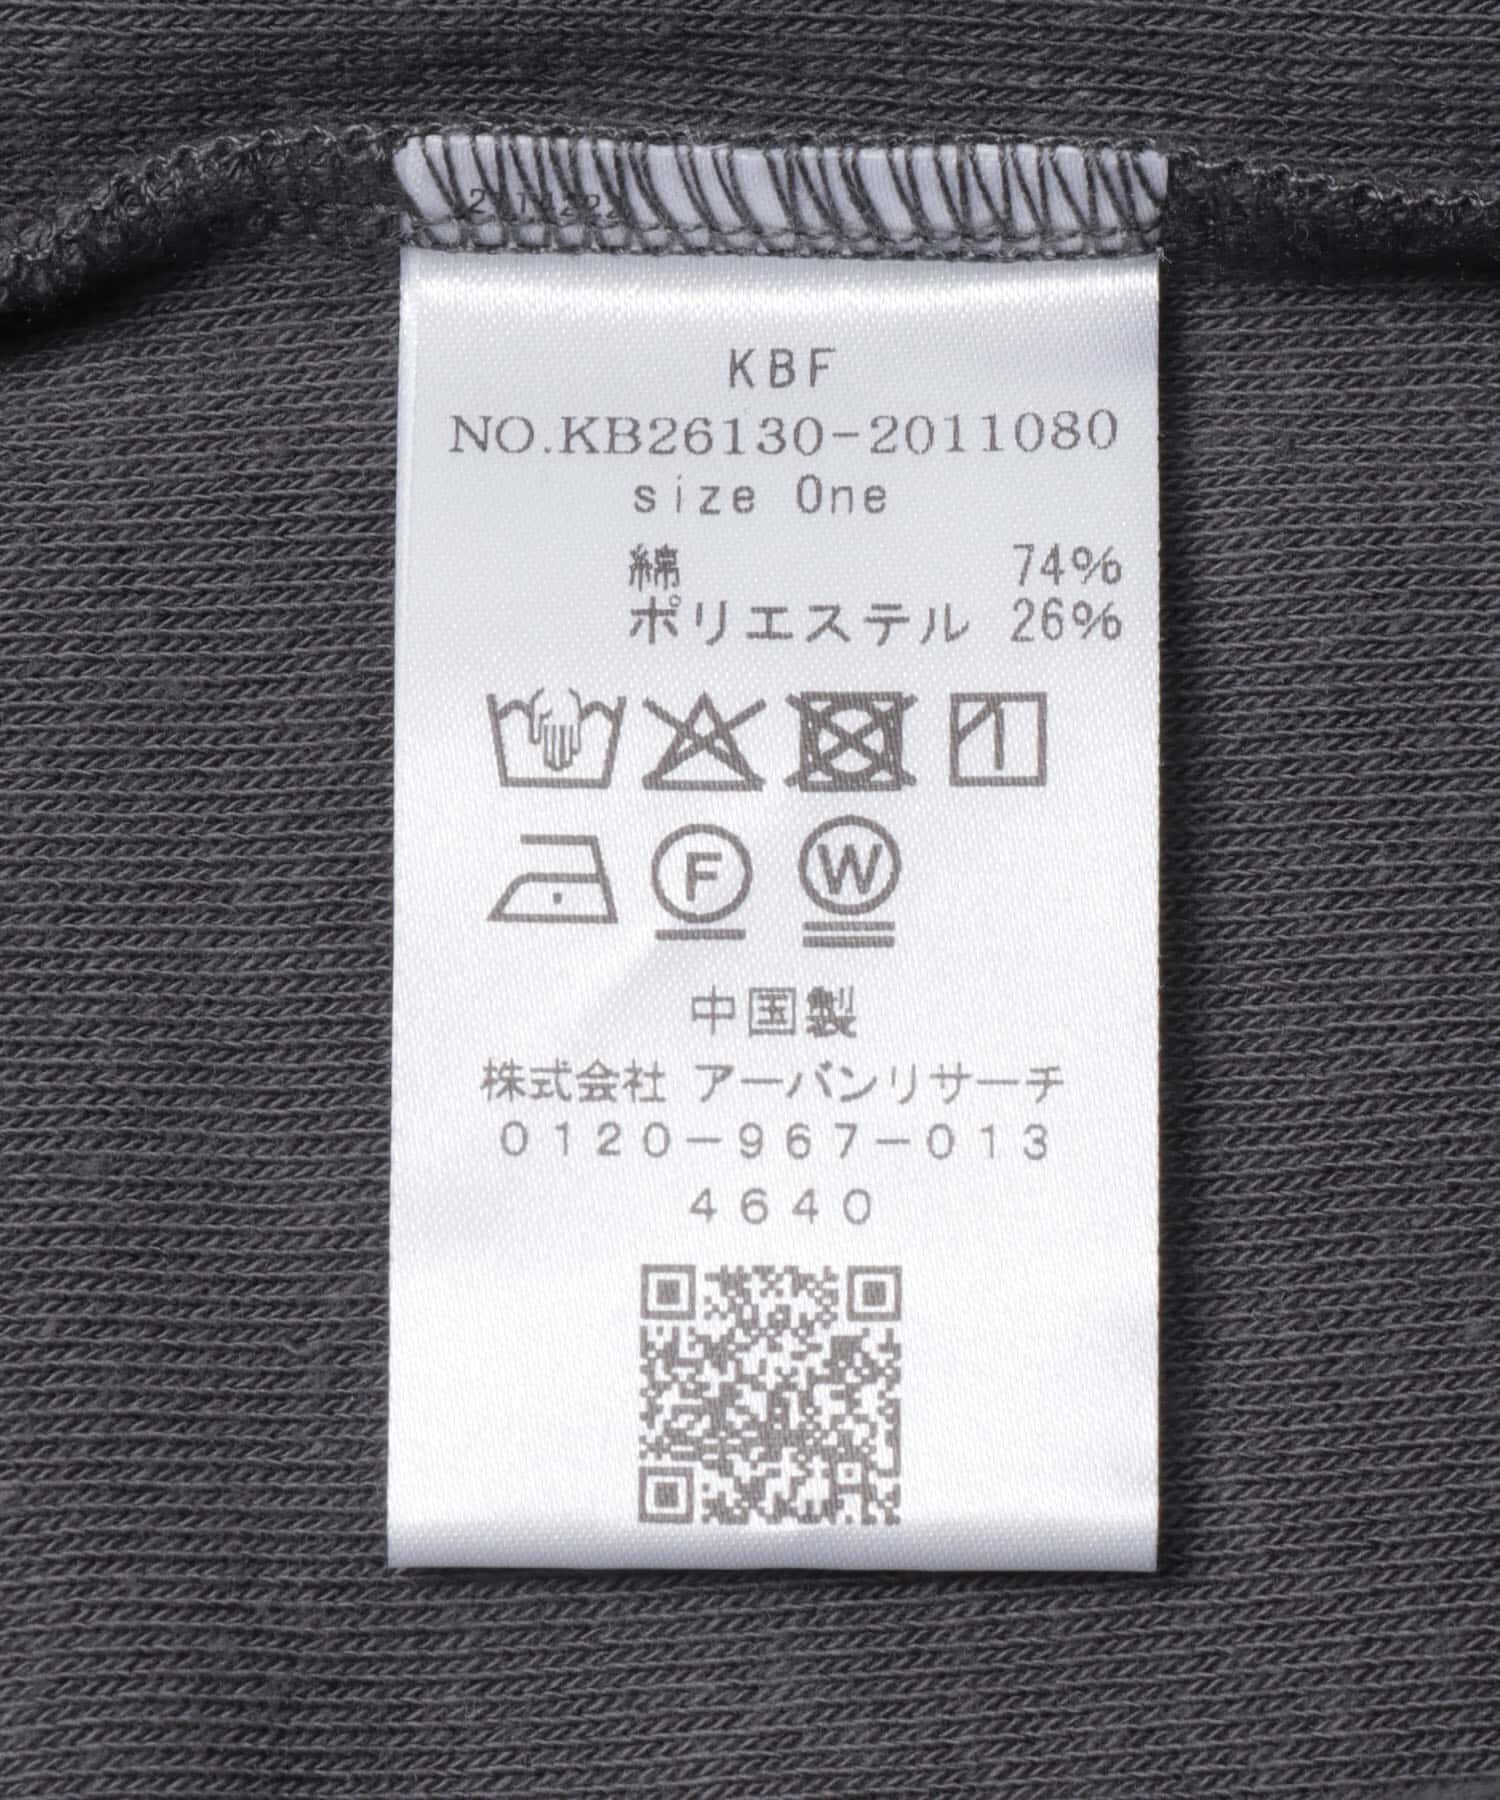 KBF
NO.KB26130-2011080
size One
綿 74%
ポリエステル 26%
F W
中国製
株式会社 アーバンリサーチ
0120-967-013
4640